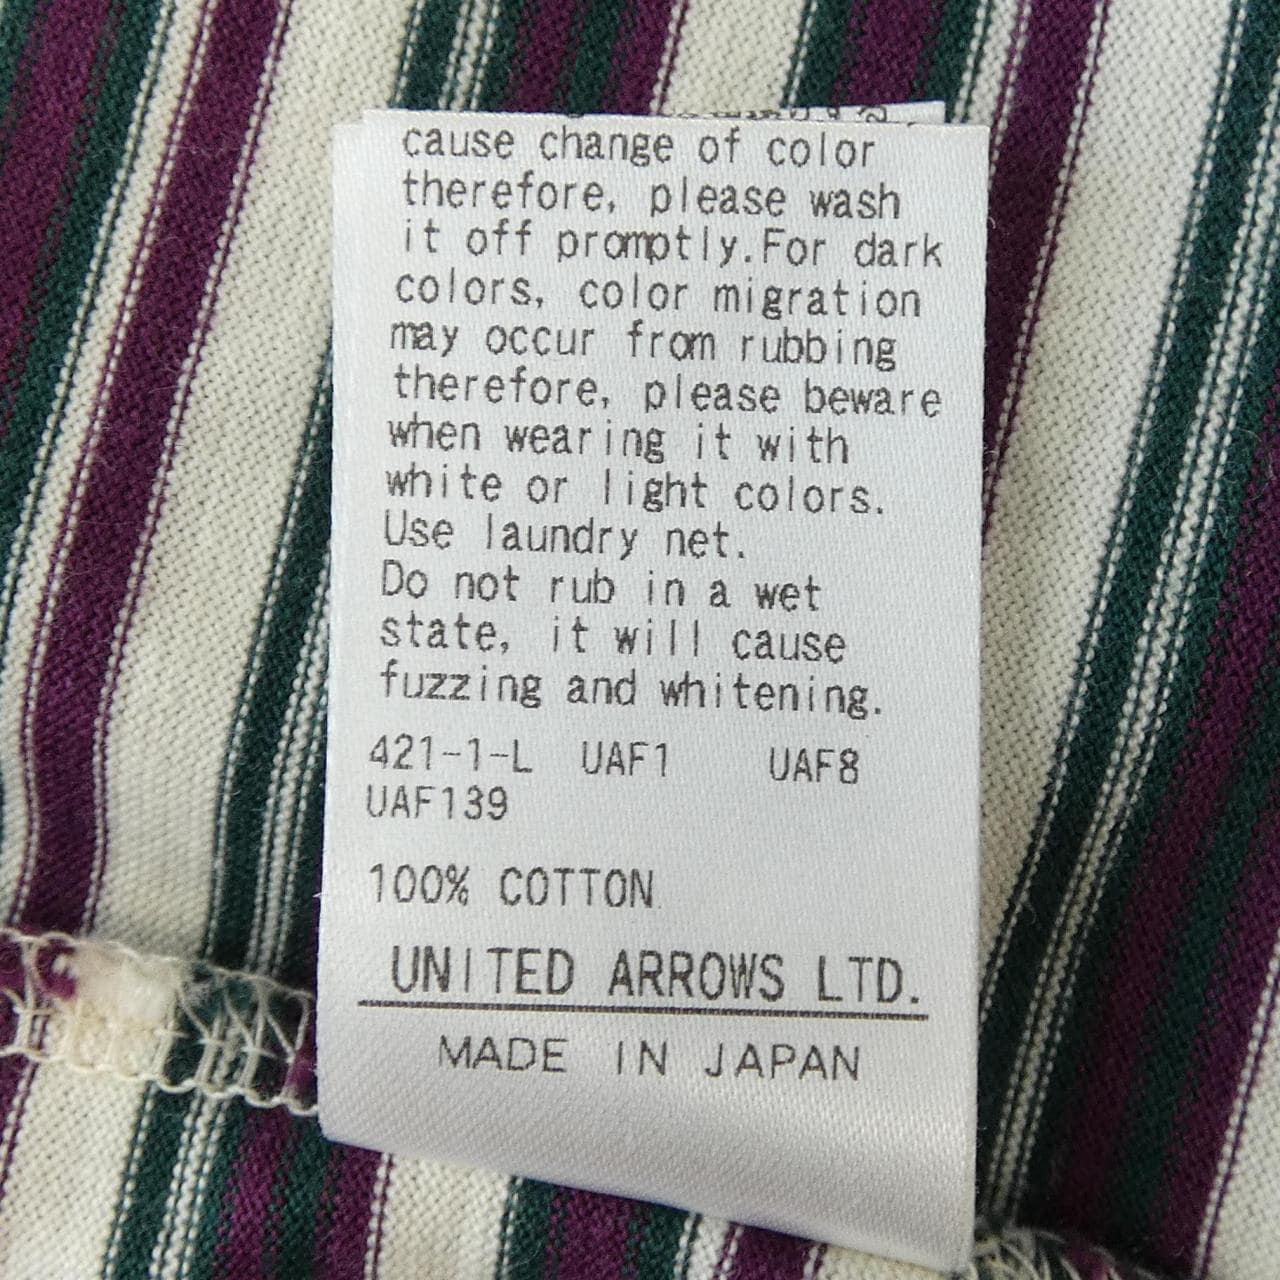 cause change of color
therefore, please wash
it off promptly.For dark
colors, color migration
may occur from rubbing
therefore, please beware
when wearing it with
white or light colors.
Use laundry net.
Do not rub in a wet
state, it will cause
fuzzing and whitening.
421-1-L UAF1 UAF8
UAF139
100% COTTON
UNITED ARROWS LTD.
MADE IN JAPAN